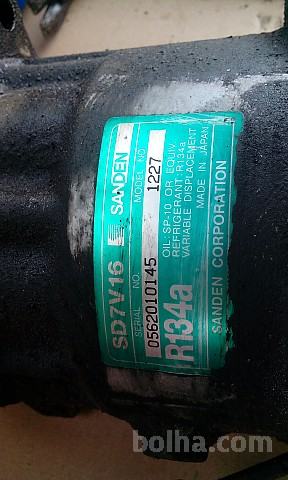 SD7V16 SANDEN
SERIAL NO. MODEL NO.
0562010145 1227
R134a
OIL: SP-10 OR EQUIV.
REFRIGERANT R134a
VARIABLE DISPLACEMENT
MADE IN JAPAN
SANDEN CORPORATION
bolha.com